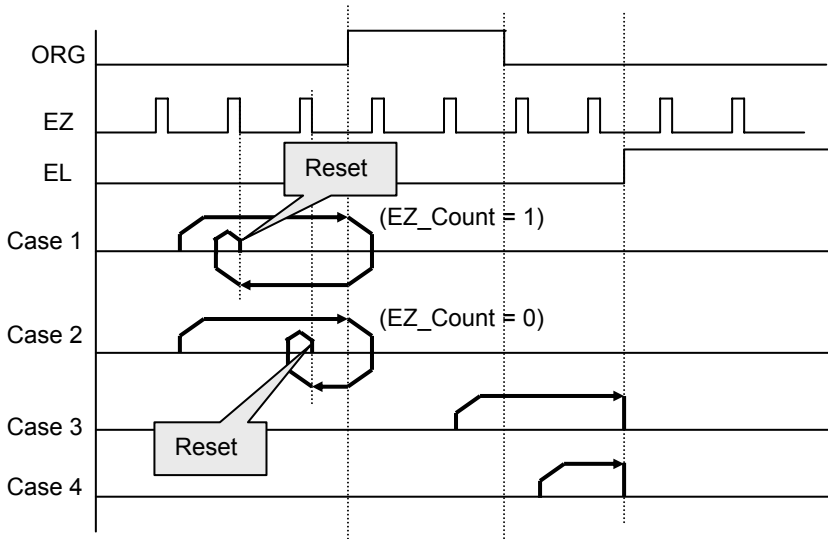 ORG
EZ
EL
Reset
(EZ_Count = 1)
Case 1
(EZ_Count = 0)
Case 2
Case 3
Reset
Case 4